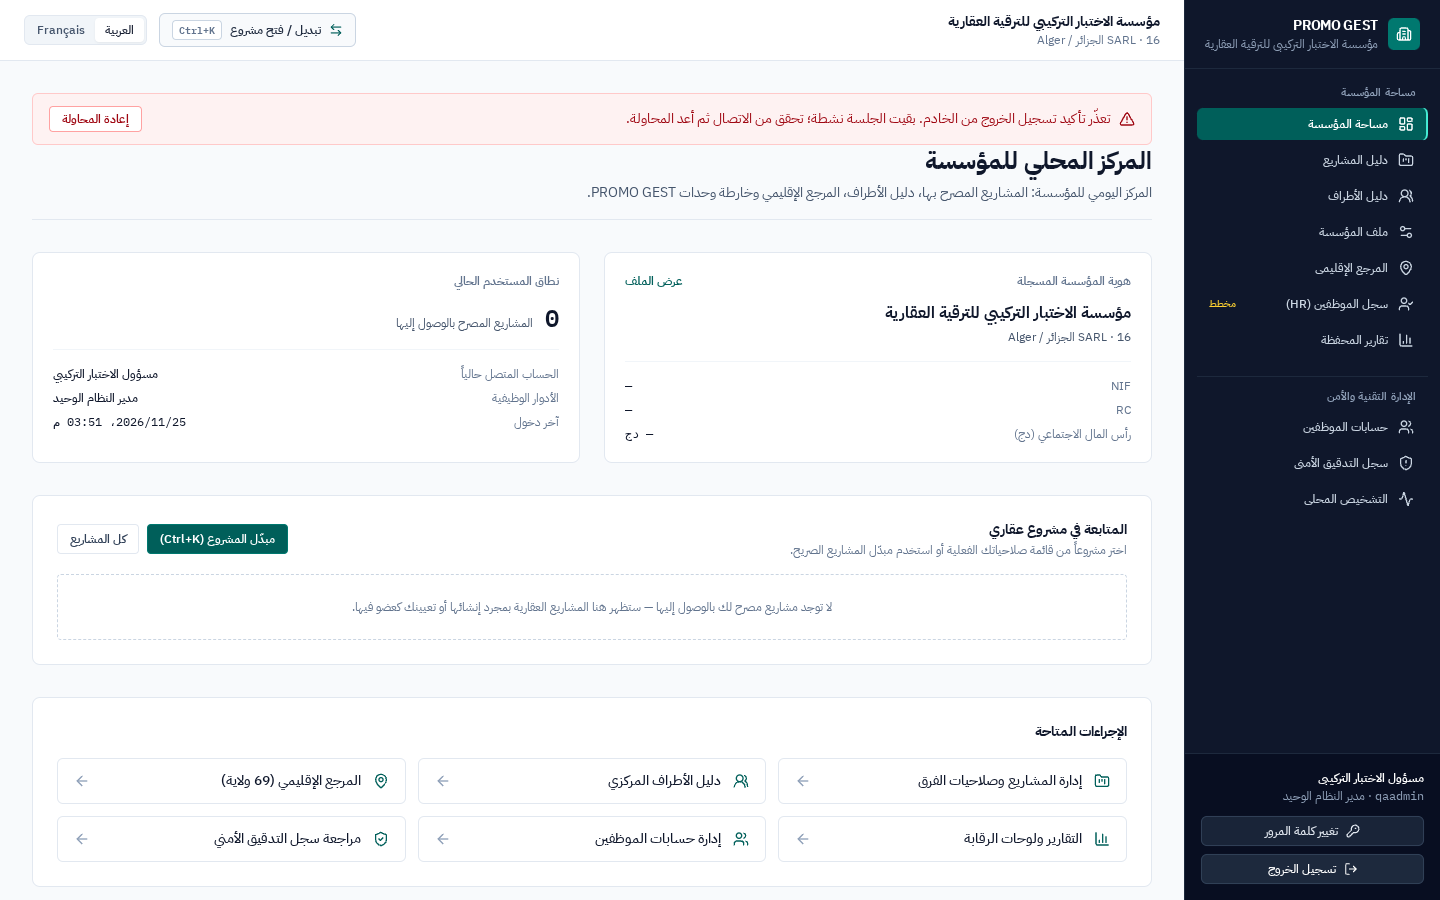 PROMO GEST
مؤسسة الاختبار التركيبي للترقية العقارية
مساحة المؤسسة
مساحة المؤسسة
دليل المشاريع
دليل الأطراف
ملف المؤسسة
المرجع الإقليمي
سجل الموظفين (HR)
مخطط
تقارير المحفظة
الإدارة التقنية والأمن
حسابات الموظفين
سجل التدقيق الأمني
التشخيص المحلي
مسؤول الاختبار التركيبي
qaadmin · مدير النظام الوحيد
تغيير كلمة المرور
تسجيل الخروج
مؤسسة الاختبار التركيبي للترقية العقارية
SARL · 16 الجزائر / Alger
تبديل / فتح مشروع
Ctrl+K
العربية
Français
تعذّر تأكيد تسجيل الخروج من الخادم. بقيت الجلسة نشطة؛ تحقق من الاتصال ثم أعد المحاولة.
إعادة المحاولة
المركز المحلي للمؤسسة
المركز اليومي للمؤسسة: المشاريع المصرح بها، دليل الأطراف، المرجع الإقليمي وخارطة وحدات PROMO GEST.
هوية المؤسسة المسجلة
عرض الملف
مؤسسة الاختبار التركيبي للترقية العقارية
SARL · 16 الجزائر / Alger
NIF
—
RC
—
رأس المال الاجتماعي (دج)
— دج
نطاق المستخدم الحالي
0 المشاريع المصرح بالوصول إليها
الحساب المتصل حالياً
مسؤول الاختبار التركيبي
الأدوار الوظيفية
مدير النظام الوحيد
آخر دخول
2026/11/25، 03:51 م
المتابعة في مشروع عقاري
اختر مشروعاً من قائمة صلاحياتك الفعلية أو استخدم مبدّل المشاريع الصريح.
مبدّل المشروع (Ctrl+K)
كل المشاريع
لا توجد مشاريع مصرح لك بالوصول إليها — ستظهر هنا المشاريع العقارية بمجرد إنشائها أو تعيينك كعضو فيها.
الإجراءات المتاحة
إدارة المشاريع وصلاحيات الفرق
دليل الأطراف المركزي
المرجع الإقليمي (69 ولاية)
التقارير ولوحات الرقابة
إدارة حسابات الموظفين
مراجعة سجل التدقيق الأمني